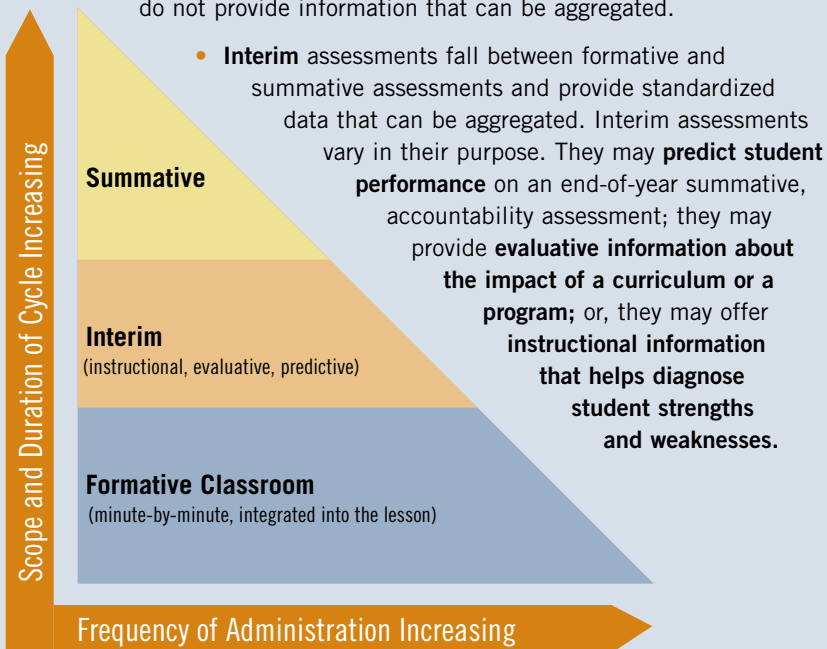 do not provide information that can be aggregated.
• Interim assessments fall between formative and
summative assessments and provide standardized
data that can be aggregated. Interim assessments
vary in their purpose. They may predict student
performance on an end-of-year summative,
accountability assessment; they may
provide evaluative information about
the impact of a curriculum or a
program; or, they may offer
instructional information
that helps diagnose
student strengths
and weaknesses.
Scope and Duration of Cycle Increasing
Summative
Interim
(instructional, evaluative, predictive)
Formative Classroom
(minute-by-minute, integrated into the lesson)
Frequency of Administration Increasing